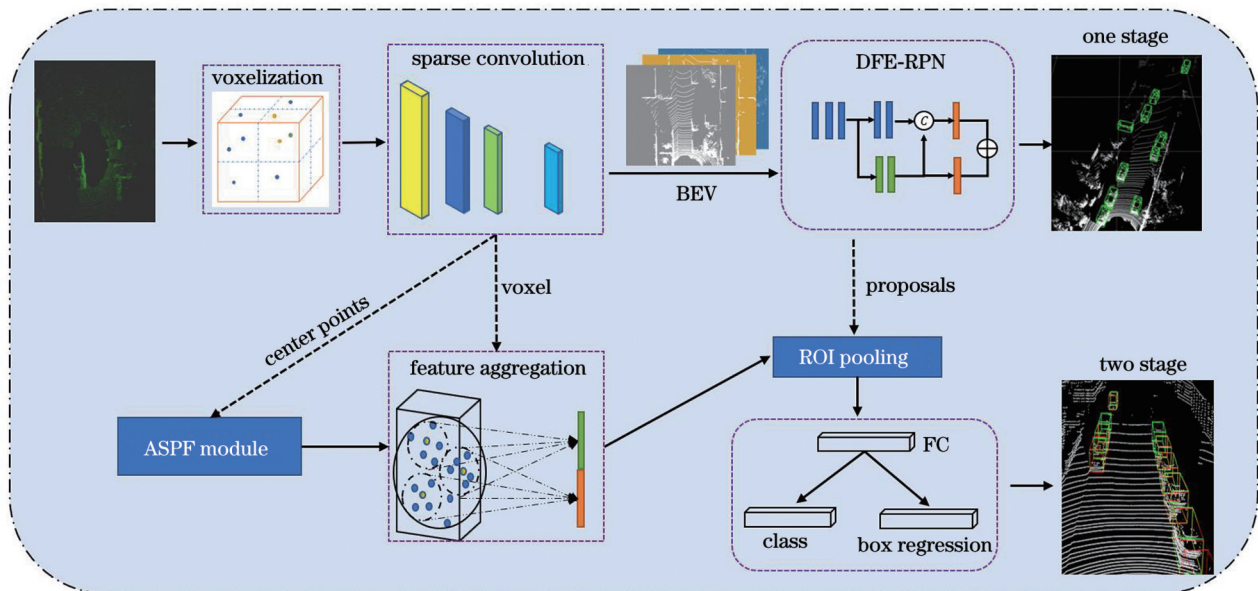 voxelization
sparse convolution
BEV
DFE-RPN
C
one stage
center points
voxel
proposals
ASPF module
feature aggregation
ROI pooling
FC
class
box regression
two stage